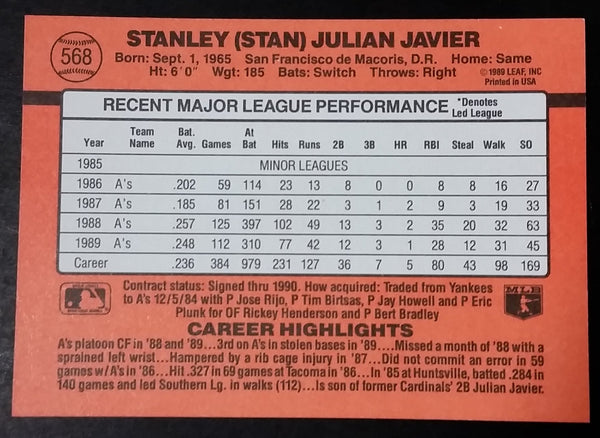 568
STANLEY (STAN) JULIAN JAVIER
Born: Sept. 1, 1965 San Francisco de Macoris, D.R. Home: Same
Ht: 6'0" Wgt: 185 Bats: Switch Throws: Right
©1989 LEAF, INC
Printed in USA
RECENT MAJOR LEAGUE PERFORMANCE *Denotes Led League
Year Team Name Bat. Avg. Games At Bat Hits Runs 2B 3B HR RBI Steal Walk SO
1985 MINOR LEAGUES
1986 A's .202 59 114 23 13 8 0 0 8 8 16 27
1987 A's .185 81 151 28 22 3 1 2 9 3 19 33
1988 A's .257 125 397 102 49 13 3 2 35 20 32 63
1989 A's .248 112 310 77 42 12 3 1 28 12 31 45
Career .236 384 979 231 127 36 7 5 80 43 98 169
Contract status: Signed thru 1990. How acquired: Traded from Yankees
to A's 12/5/84 with P Jose Rijo, P Tim Birtsas, P Jay Howell and P Eric
Plunk for OF Rickey Henderson and P Bert Bradley
MLB
CAREER HIGHLIGHTS
A's platoon CF in '88 and '89...3rd on A's in stolen bases in '89....Missed a month of '88 with a
sprained left wrist...Hampered by a rib cage injury in '87...Did not commit an error in 59
games w/A's in '86...Hit .327 in 69 games at Tacoma in '86...In '85 at Huntsville, batted .284 in
140 games and led Southern Lg. in walks (112)...Is son of former Cardinals' 2B Julian Javier.